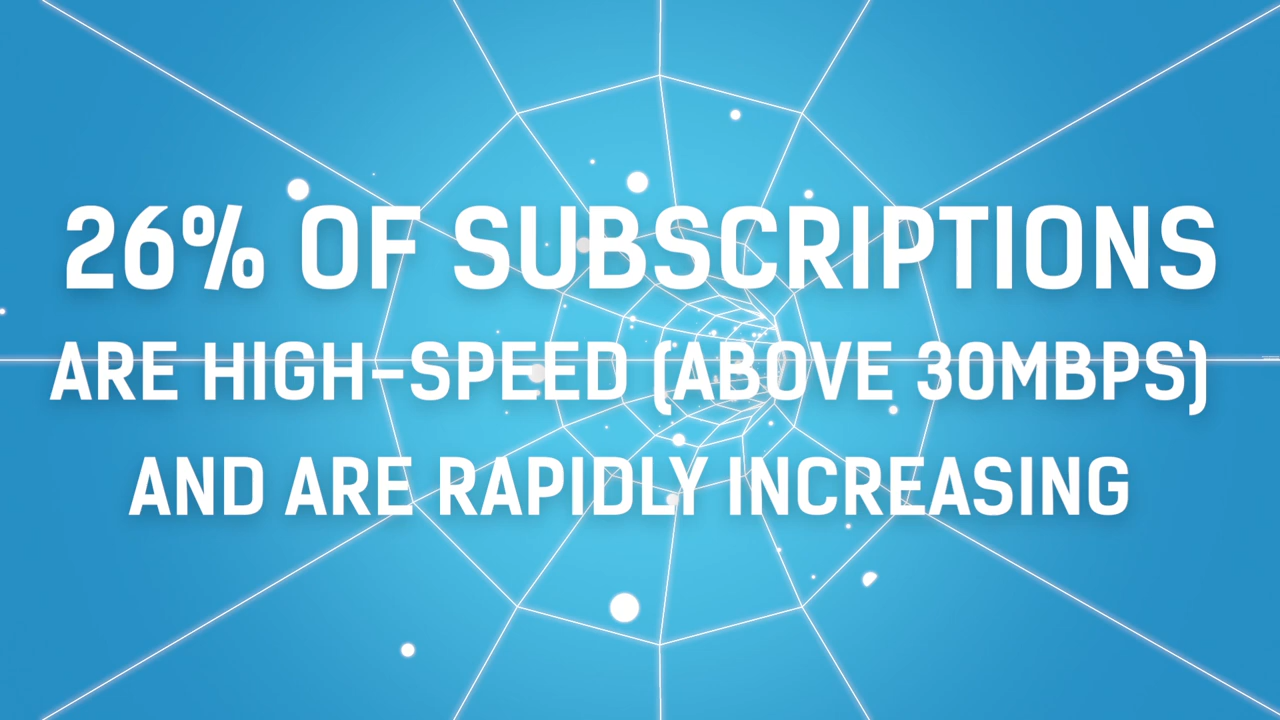 26% OF SUBSCRIPTIONS
ARE HIGH-SPEED (ABOVE 30MBPS)
AND ARE RAPIDLY INCREASING